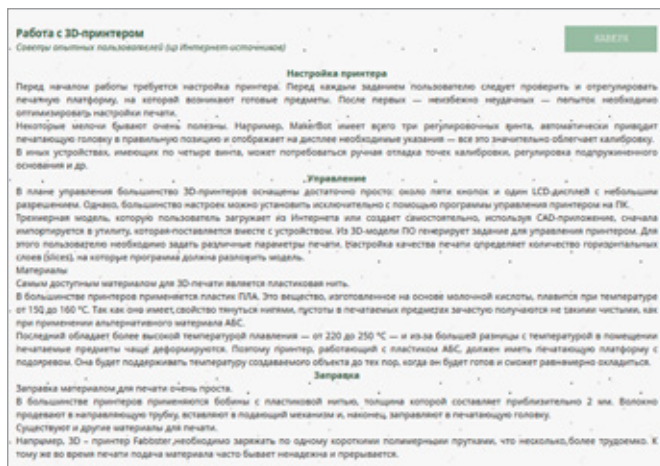 Работа с 3D-принтером
Советы опытных пользователей (из Интернет-источников)
НАВЕРХ
Настройка принтера
Перед началом работы требуется настройка принтера. Перед каждым заданием пользователю следует проверить и отрегулировать
печатную платформу, на которой возникают готовые предметы. После первых — неизбежно неудачных — попыток необходимо
оптимизировать настройки печати.
Некоторые мелочи бывают очень полезны. Например, MakerBot имеет всего три регулировочных винта, автоматически приводит
печатающую головку в правильную позицию и отображает на дисплее необходимые указания — все это значительно облегчает калибровку.
В иных устройствах, имеющих по четыре винта, может потребоваться ручная отладка точек калибровки, регулировка подпружиненного
основания и др.
Управление
В плане управления большинство 3D-принтеров оснащены достаточно просто: около пяти кнопок и один LCD-дисплей с небольшим
разрешением. Однако, большинство настроек можно установить исключительно с помощью программы управления принтером на ПК.
Трехмерная модель, которую пользователь загружает из Интернета или создает самостоятельно, используя CAD-приложение, сначала
импортируется в утилиту, которая поставляется вместе с устройством. Из 3D-модели ПО генерирует задание для управления принтером. Для
этого пользователю необходимо задать различные параметры печати. Настройка качества печати определяет количество горизонтальных
слоев (slices), на которые программа должна разложить модель.
Материалы
Самым доступным материалом для 3D-печати является пластиковая нить.
В большинстве принтеров применяется пластик ПЛА. Это вещество, изготовленное на основе молочной кислоты, плавится при температуре
от 150 до 160 °C. Так как оно имеет свойство тянуться нитями, пустоты в печатаемых предметах зачастую получаются не такими чистыми, как
при применении альтернативного материала АБС.
Последний обладает более высокой температурой плавления — от 220 до 250 °C — и из-за большей разницы с температурой в помещении
печатаемые предметы чаще деформируются. Поэтому принтер, работающий с пластиком АБС, должен иметь печатающую платформу с
подогревом. Она будет поддерживать температуру создаваемого объекта до тех пор, когда он будет готов и сможет равномерно охладиться.
Заправка
Заправка материалом для печати очень проста.
В большинстве принтеров применяются бобины с пластиковой нитью, толщина которой составляет приблизительно 2 мм. Волокно
продевают в направляющую трубку, вставляют в подающий механизм и, наконец, заправляют в печатающую головку.
Существуют и другие материалы для печати.
Например, 3D – принтер Fabbster необходимо заряжать по одному короткими полимерными прутками, что несколько более трудоемко. К
тому же во время печати подача материала часто бывает ненадежна и прерывается.